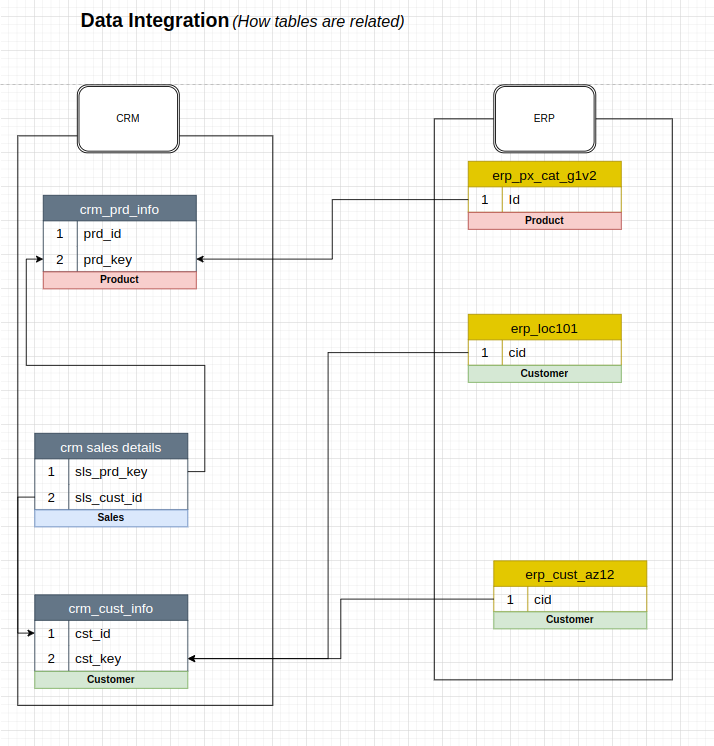 Data Integration (How tables are related)
CRM
ERP
erp_px_cat_g1v2
1 Id
Product
crm_prd_info
1 prd_id
2 prd_key
Product
erp_loc101
1 cid
Customer
crm sales details
1 sls_prd_key
2 sls_cust_id
Sales
erp_cust_az12
1 cid
Customer
crm_cust_info
1 cst_id
2 cst_key
Customer